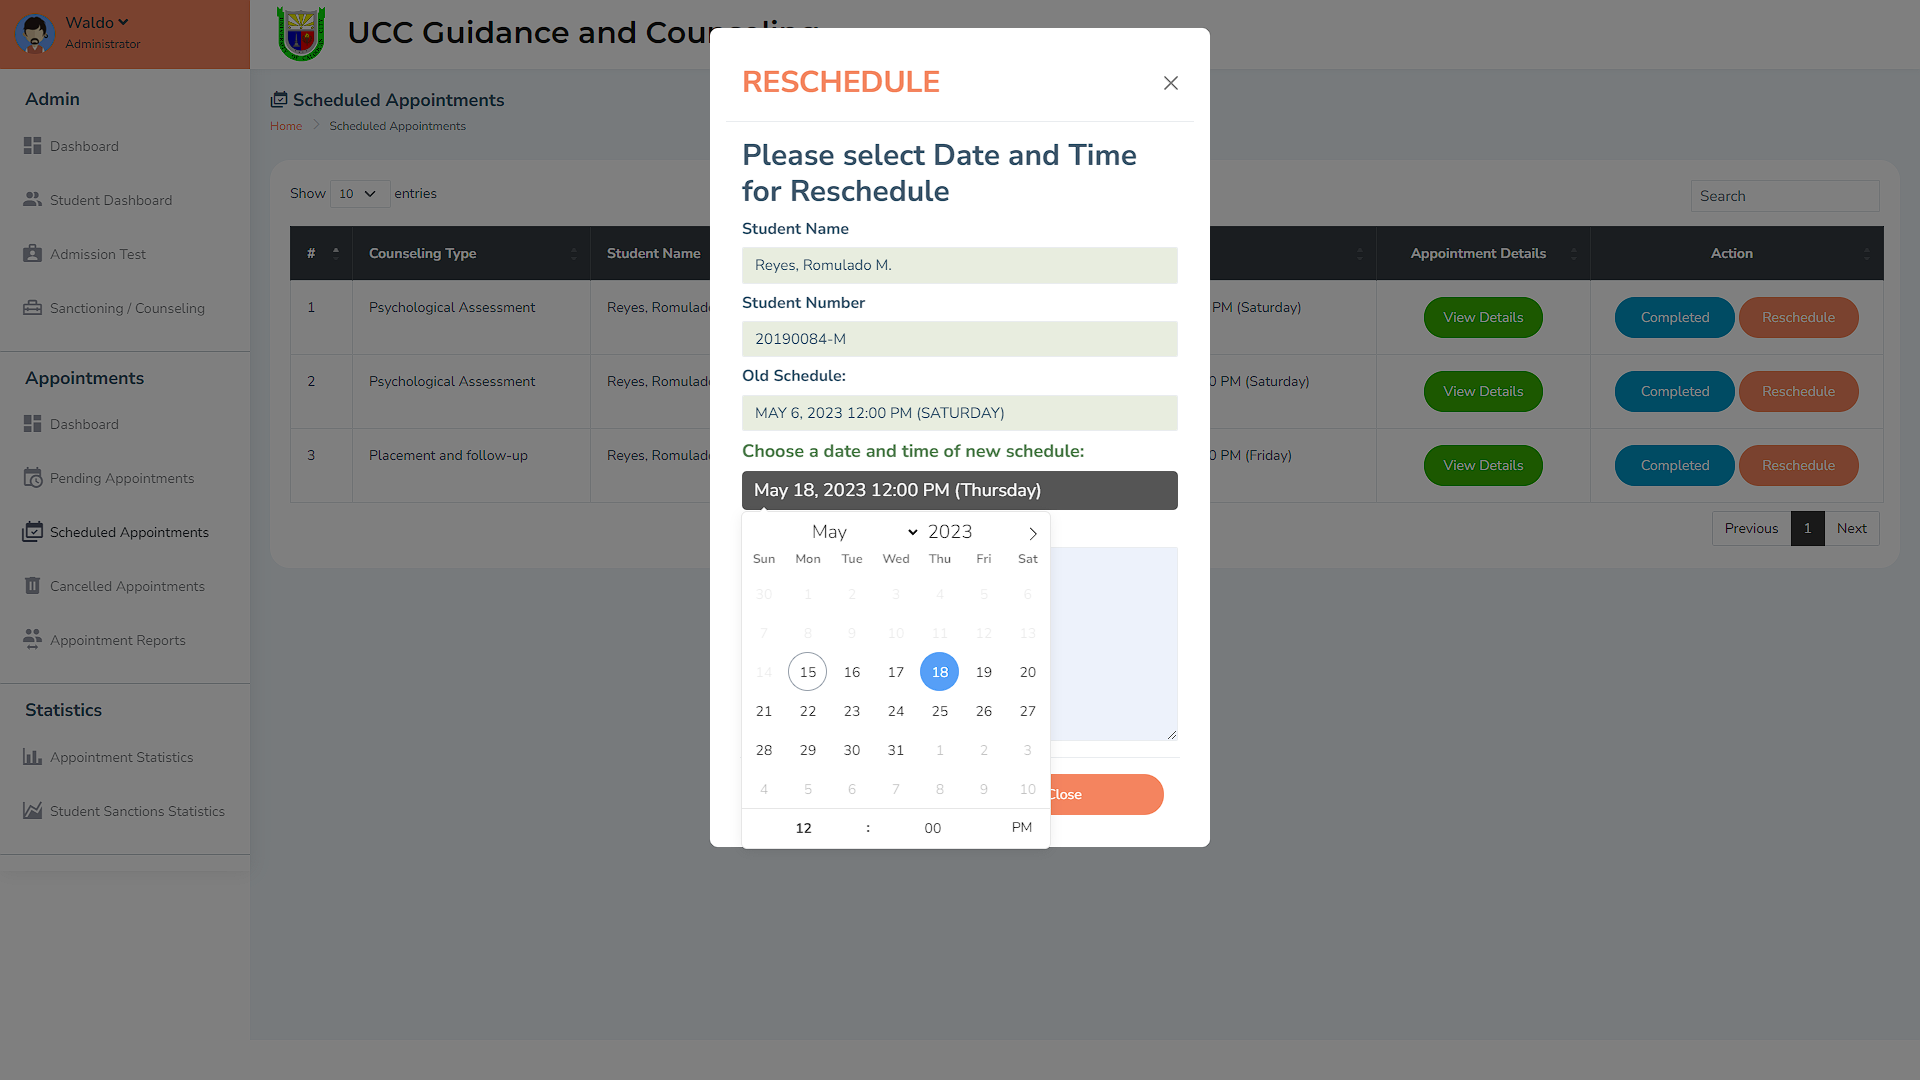 Waldo
Administrator
UCC Guidance and Coun
Admin
Dashboard
Student Dashboard
Admission Test
Sanctioning / Counseling
Appointments
Dashboard
Pending Appointments
Scheduled Appointments
Cancelled Appointments
Appointment Reports
Statistics
Appointment Statistics
Student Sanctions Statistics
Scheduled Appointments
Home Scheduled Appointments
Show 10 entries
Search
# Counseling Type Student Name Appointment Details Action
1 Psychological Assessment Reyes, Romulad PM (Saturday) View Details Completed Reschedule
2 Psychological Assessment Reyes, Romulad 0 PM (Saturday) View Details Completed Reschedule
3 Placement and follow-up Reyes, Romulad 0 PM (Friday) View Details Completed Reschedule
Previous 1 Next
RESCHEDULE
Please select Date and Time
for Reschedule
Student Name
Reyes, Romulado M.
Student Number
20190084-M
Old Schedule:
MAY 6, 2023 12:00 PM (SATURDAY)
Choose a date and time of new schedule:
May 18, 2023 12:00 PM (Thursday)
May 2023
Sun Mon Tue Wed Thu Fri Sat
30 1 2 3 4 5 6
7 8 9 10 11 12 13
14 15 16 17 18 19 20
21 22 23 24 25 26 27
28 29 30 31 1 2 3
4 5 6 7 8 9 10
12 : 00 PM
Close